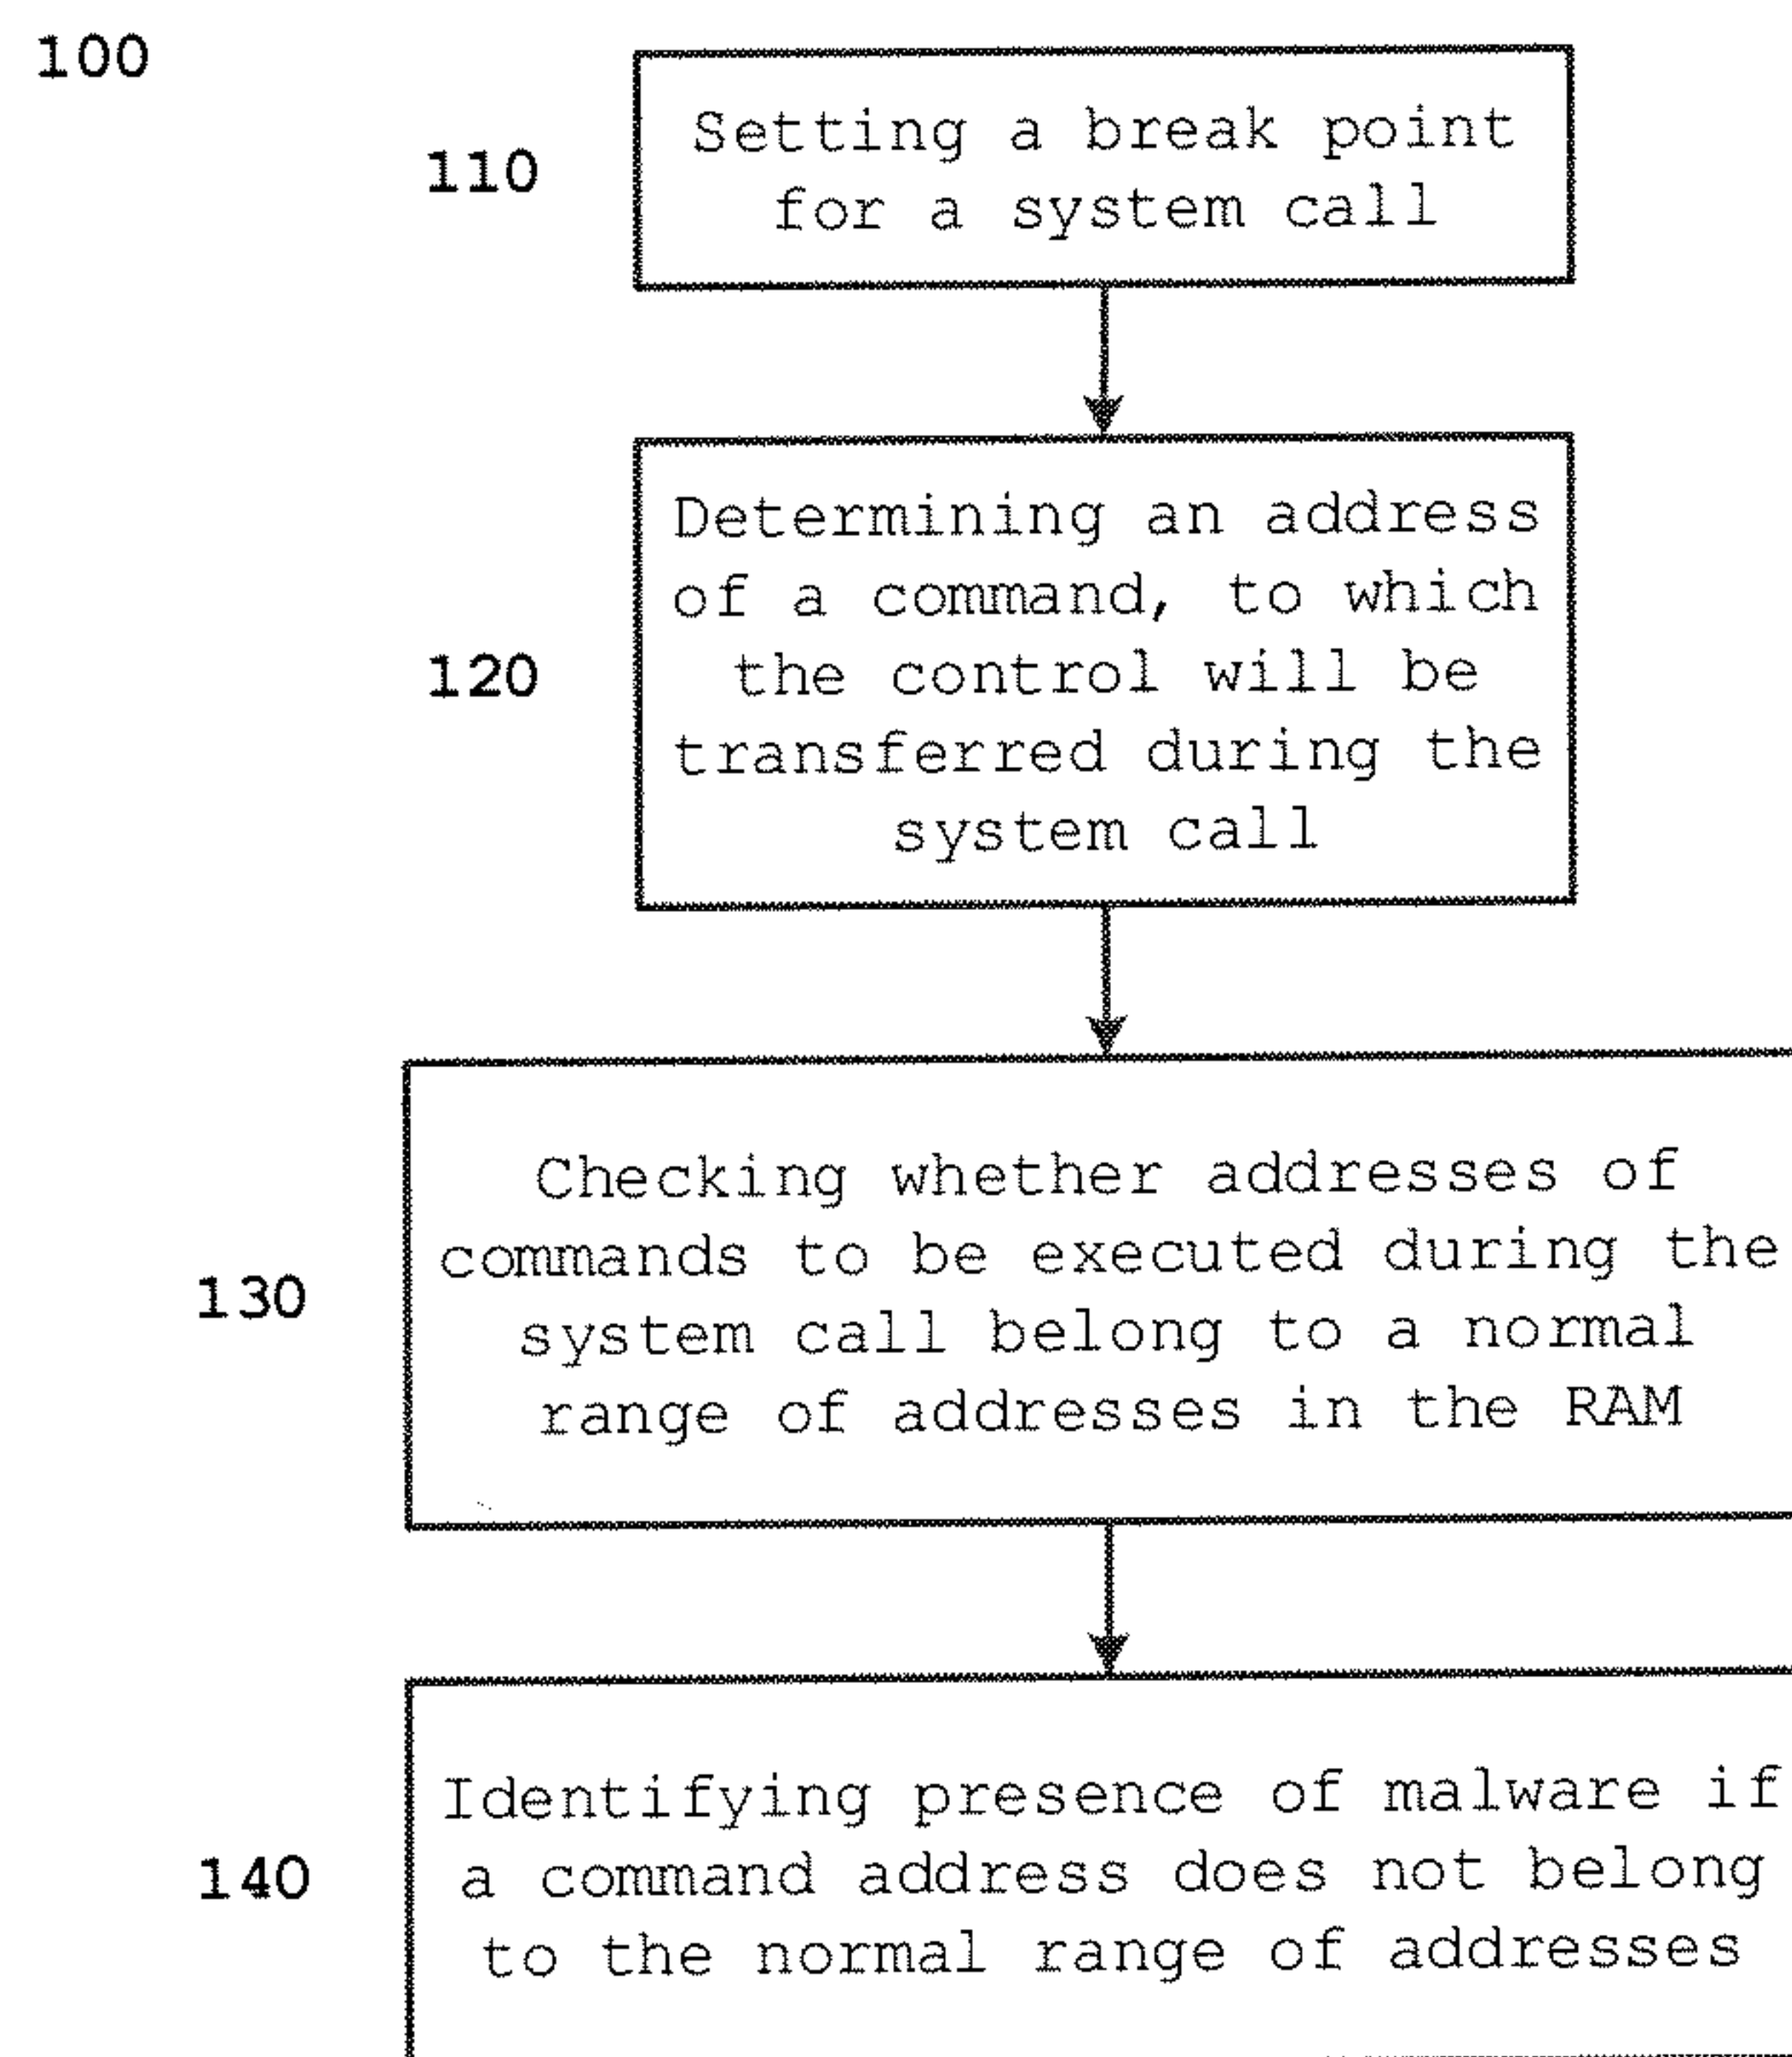 100
110
Setting a break point
for a system call
120
Determining an address
of a command, to which
the control will be
transferred during the
system call
130
Checking whether addresses of
commands to be executed during the
system call belong to a normal
range of addresses in the RAM
140
Identifying presence of malware if
a command address does not belong
to the normal range of addresses